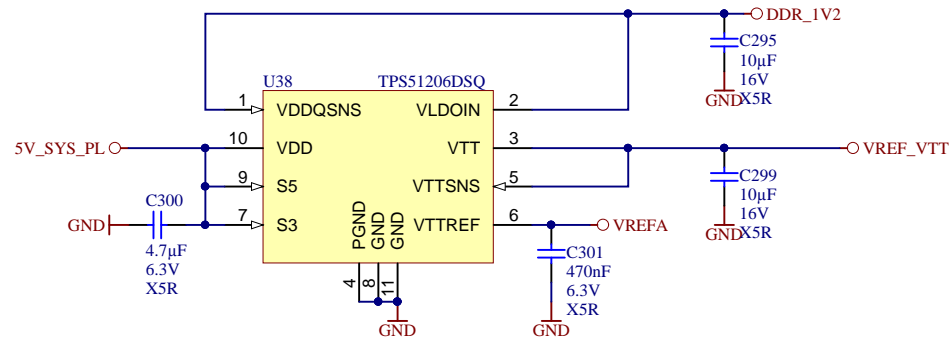 DDR_1V2
C295
10µF
16V
X5R
GND
U38
TPS51206DSQ
1
VDDQSNS
VLDOIN
2
5V_SYS_PL
10
VDD
VTT
3
VREF_VTT
9
S5
VTTSNS
5
C299
10µF
16V
X5R
GND
C300
GND
4.7µF
6.3V
X5R
7
S3
VTTREF
6
VREFA
PGND
GND
GND
4
8
11
GND
C301
470nF
6.3V
X5R
GND